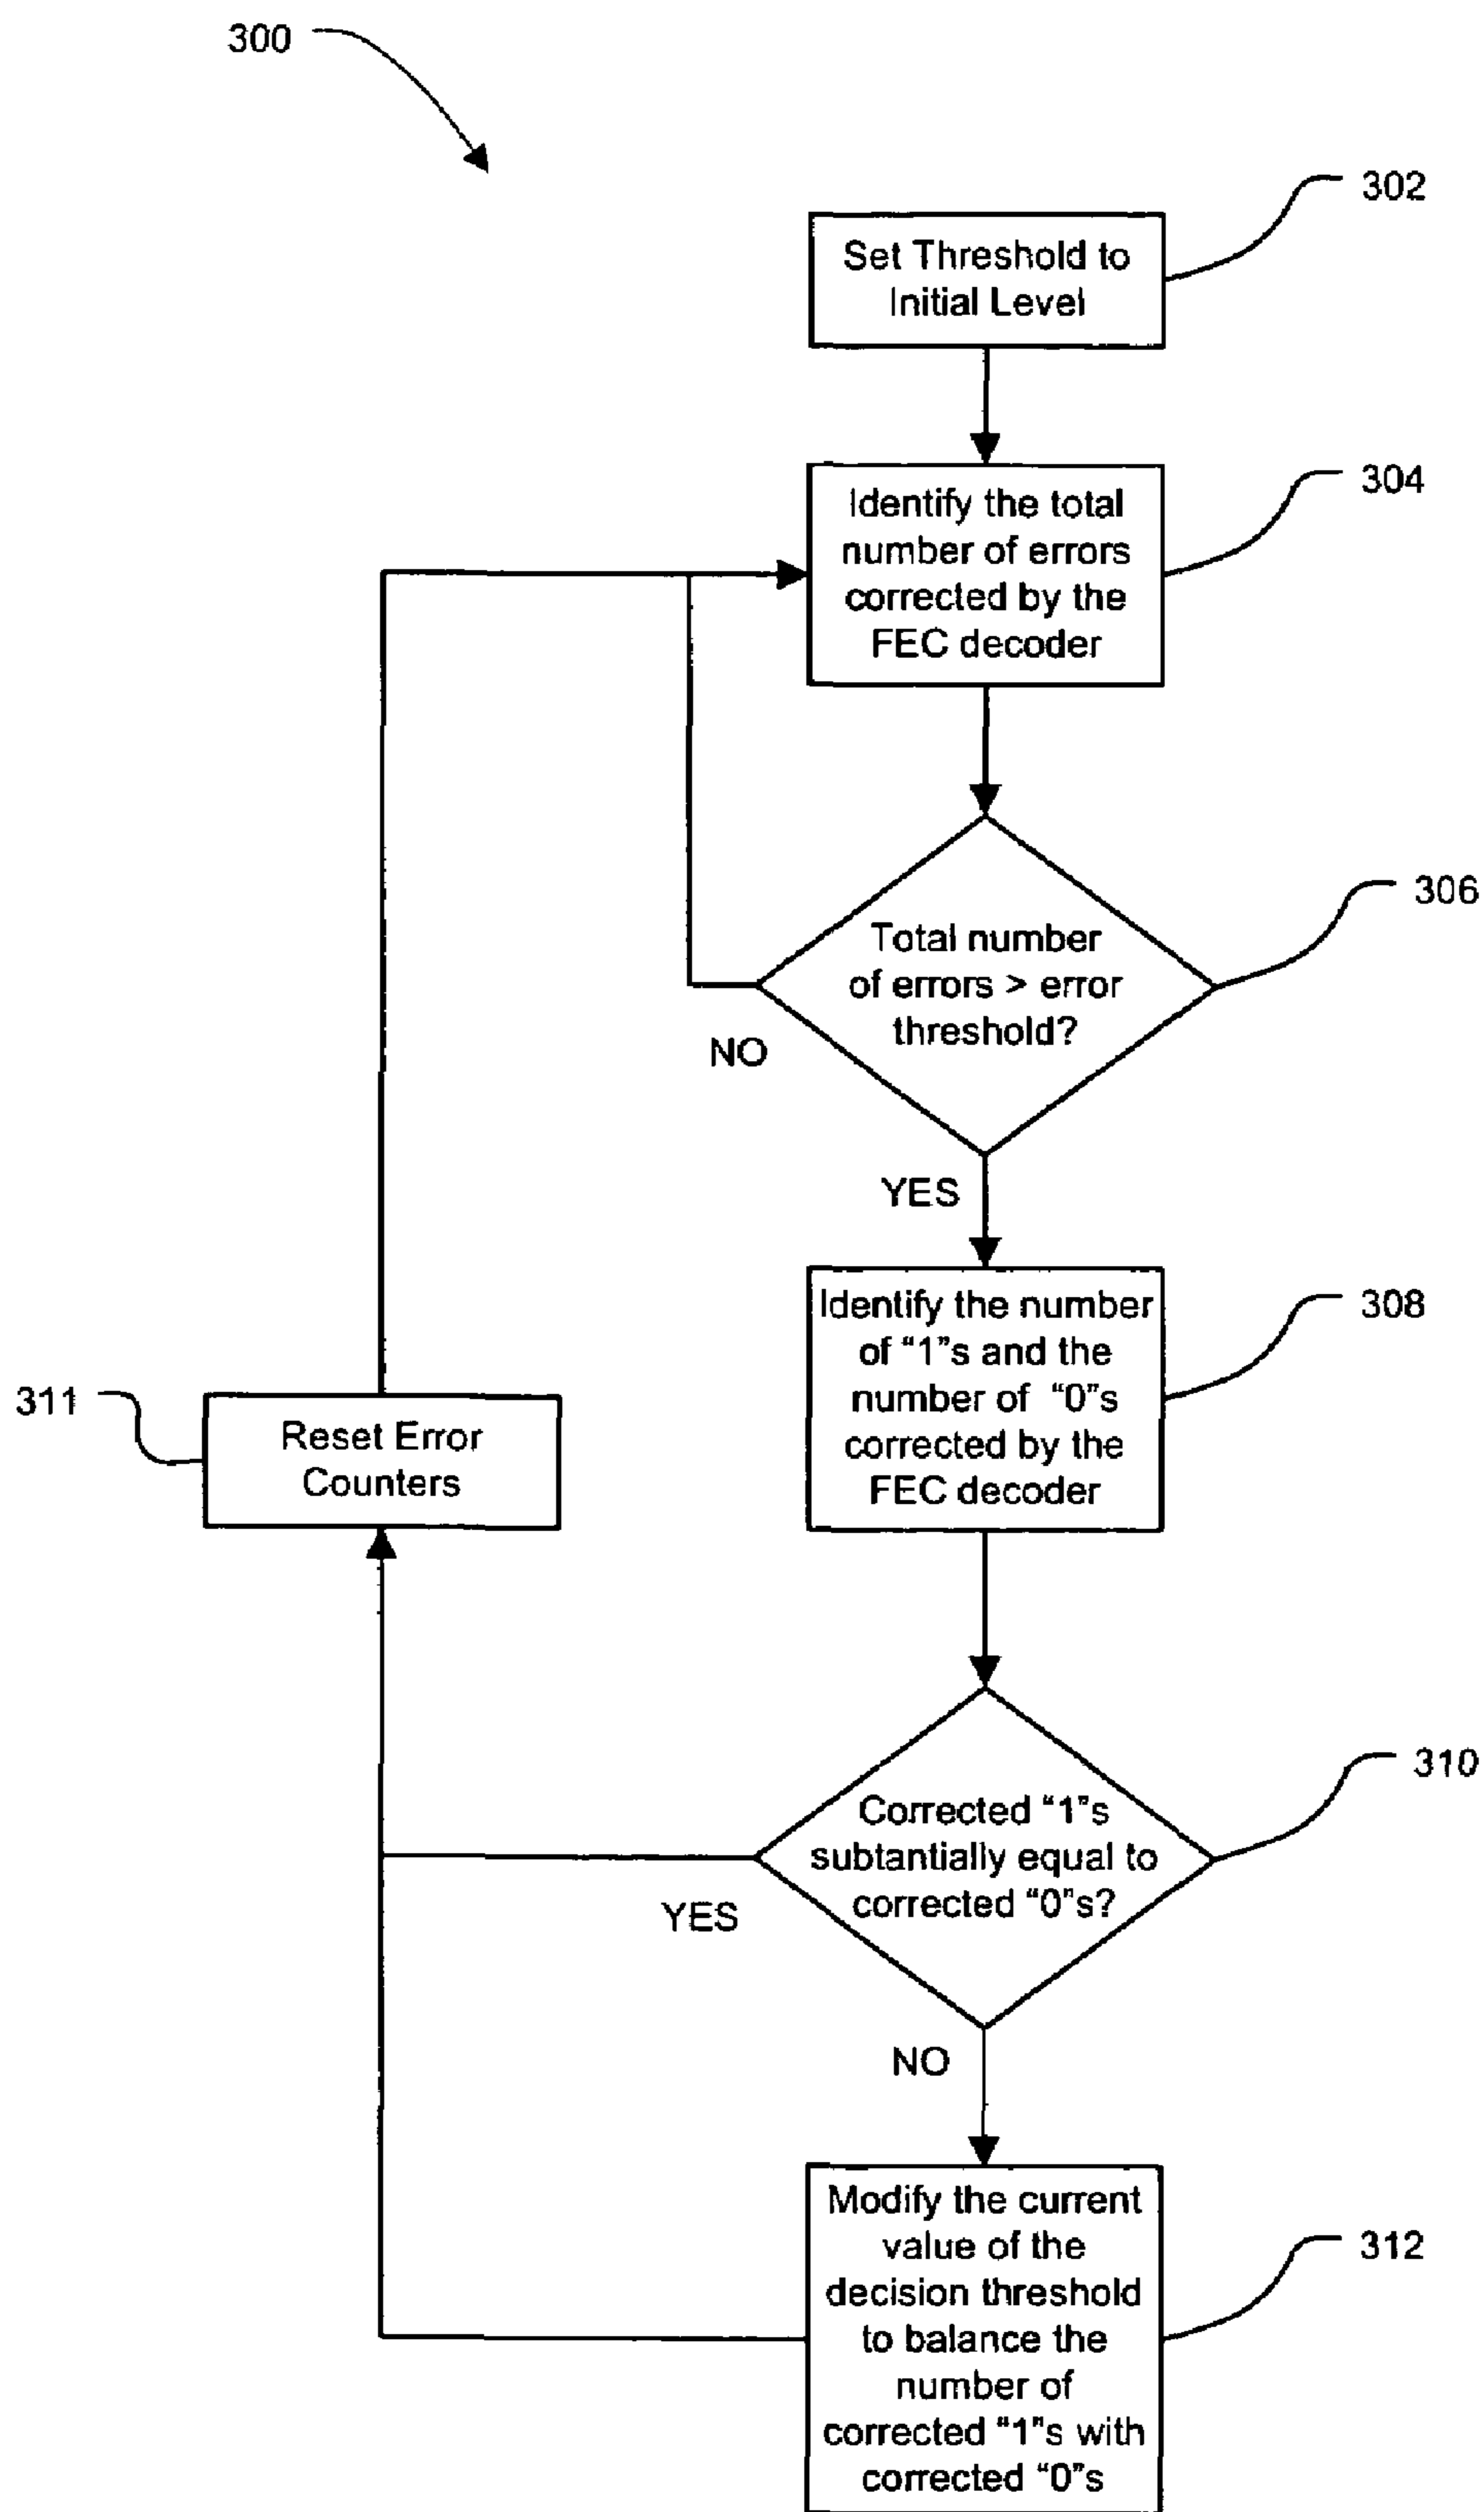 300
302
Set Threshold to
Initial Level
304
Identify the total
number of errors
corrected by the
FEC decoder
306
Total number
of errors > error
threshold?
NO
YES
308
Identify the number
of “1”s and the
number of “0”s
corrected by the
FEC decoder
311
Reset Error
Counters
310
Corrected “1”s
subtantially equal to
corrected “0”s?
YES
NO
312
Modify the current
value of the
decision threshold
to balance the
number of
corrected “1”s with
corrected “0”s